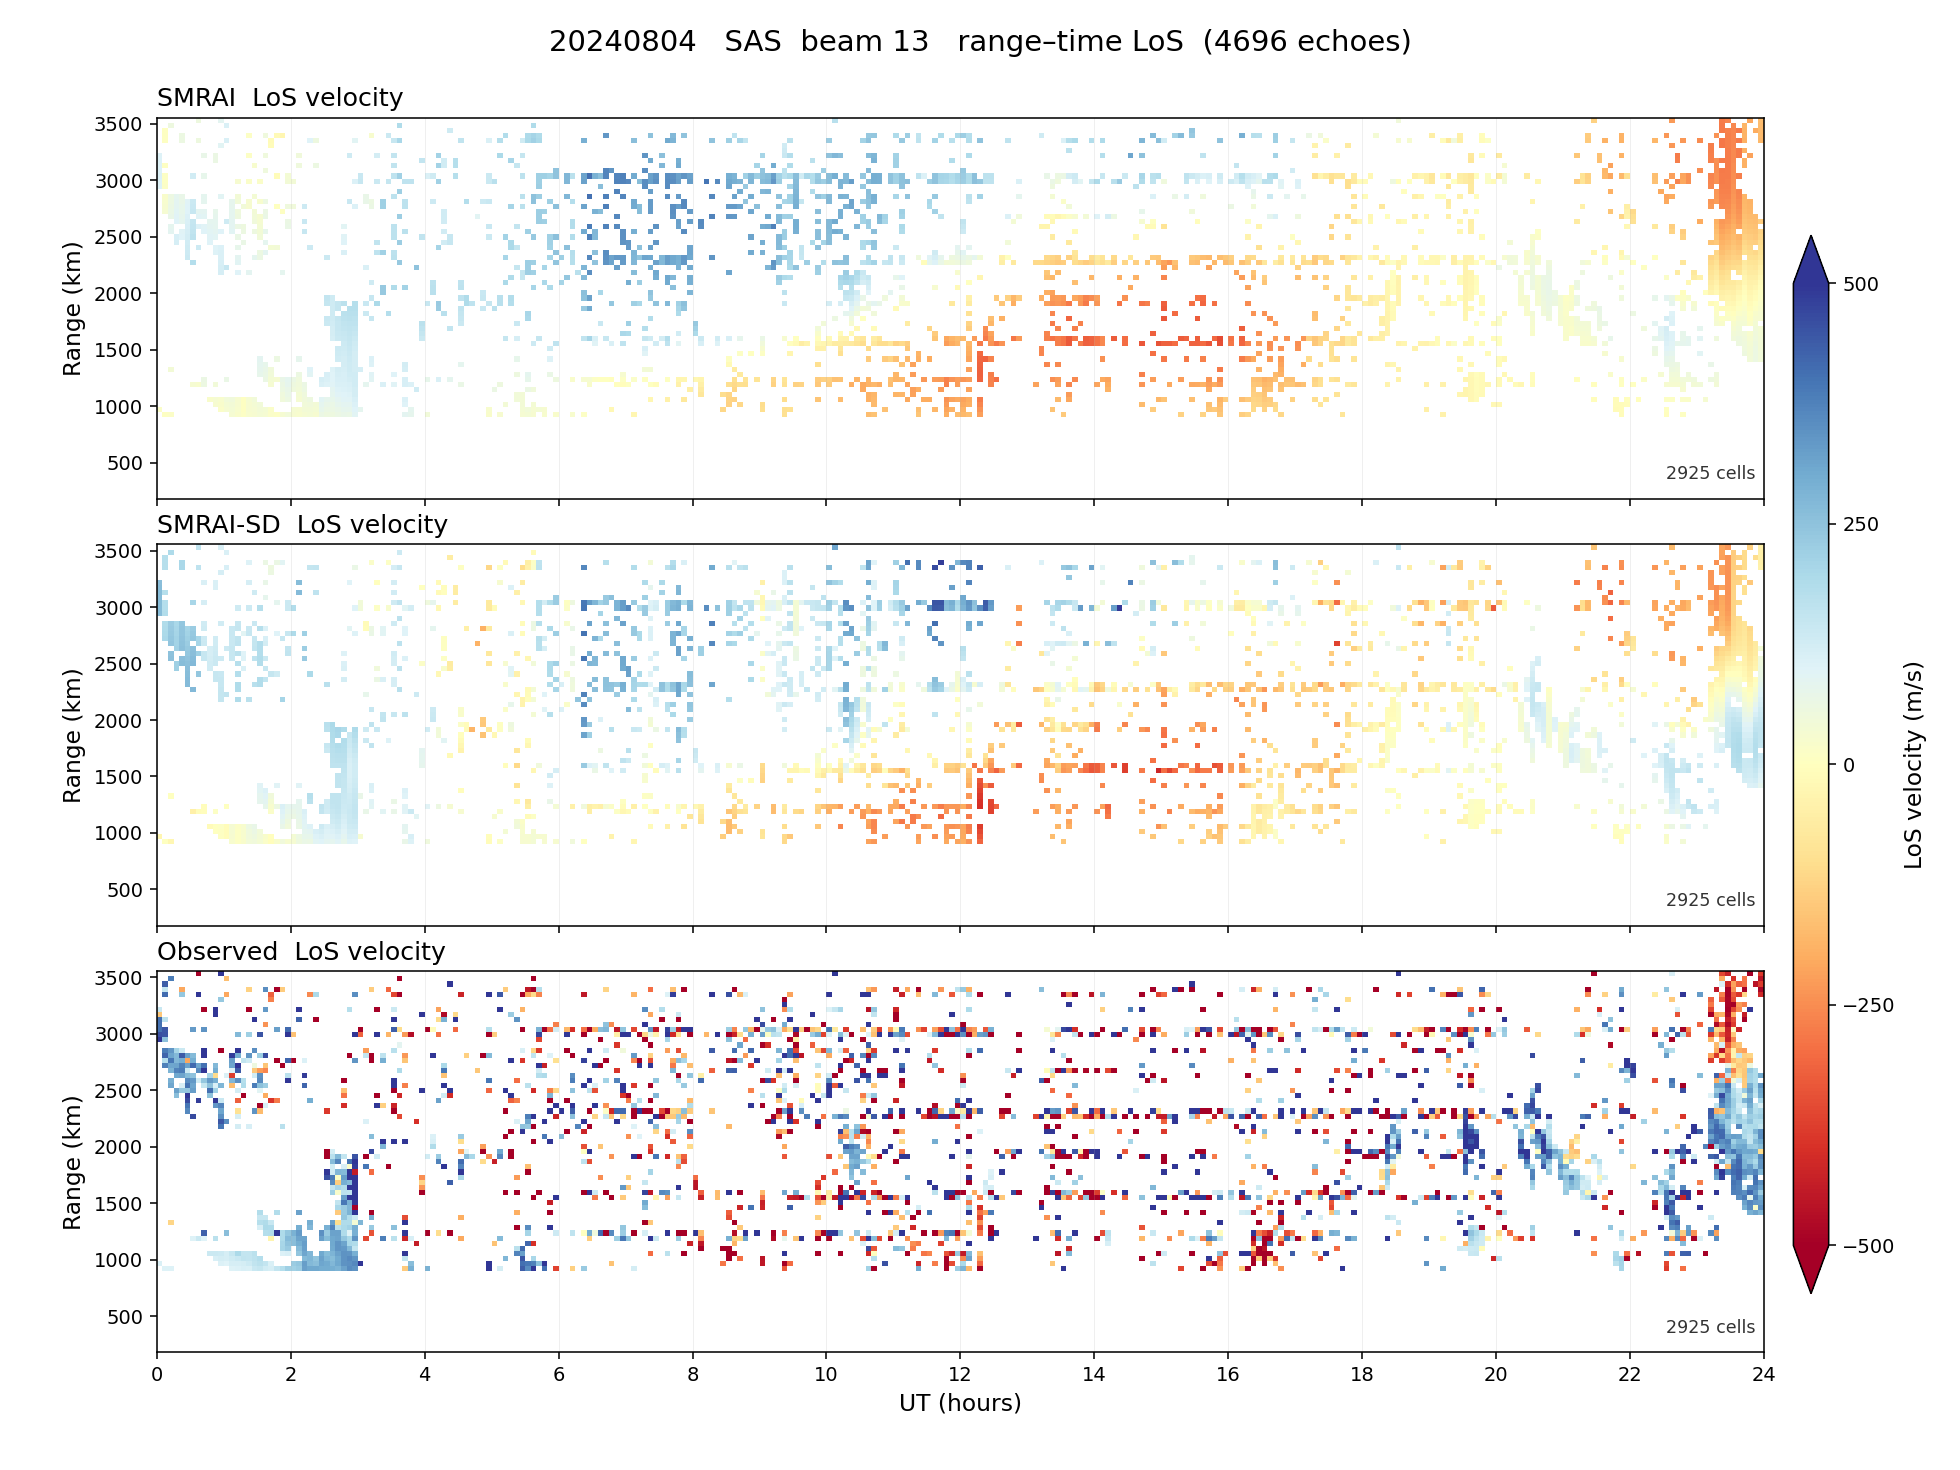 20240804   SAS  beam 13   range–time LoS  (4696 echoes)
SMRAI  LoS velocity
3500
3000
2500
2000
1500
1000
500
Range (km)
2925 cells
SMRAI-SD  LoS velocity
3500
3000
2500
2000
1500
1000
500
Range (km)
2925 cells
Observed  LoS velocity
3500
3000
2500
2000
1500
1000
500
Range (km)
2925 cells
0 2 4 6 8 10 12 14 16 18 20 22 24
UT (hours)
500
250
0
−250
−500
LoS velocity (m/s)